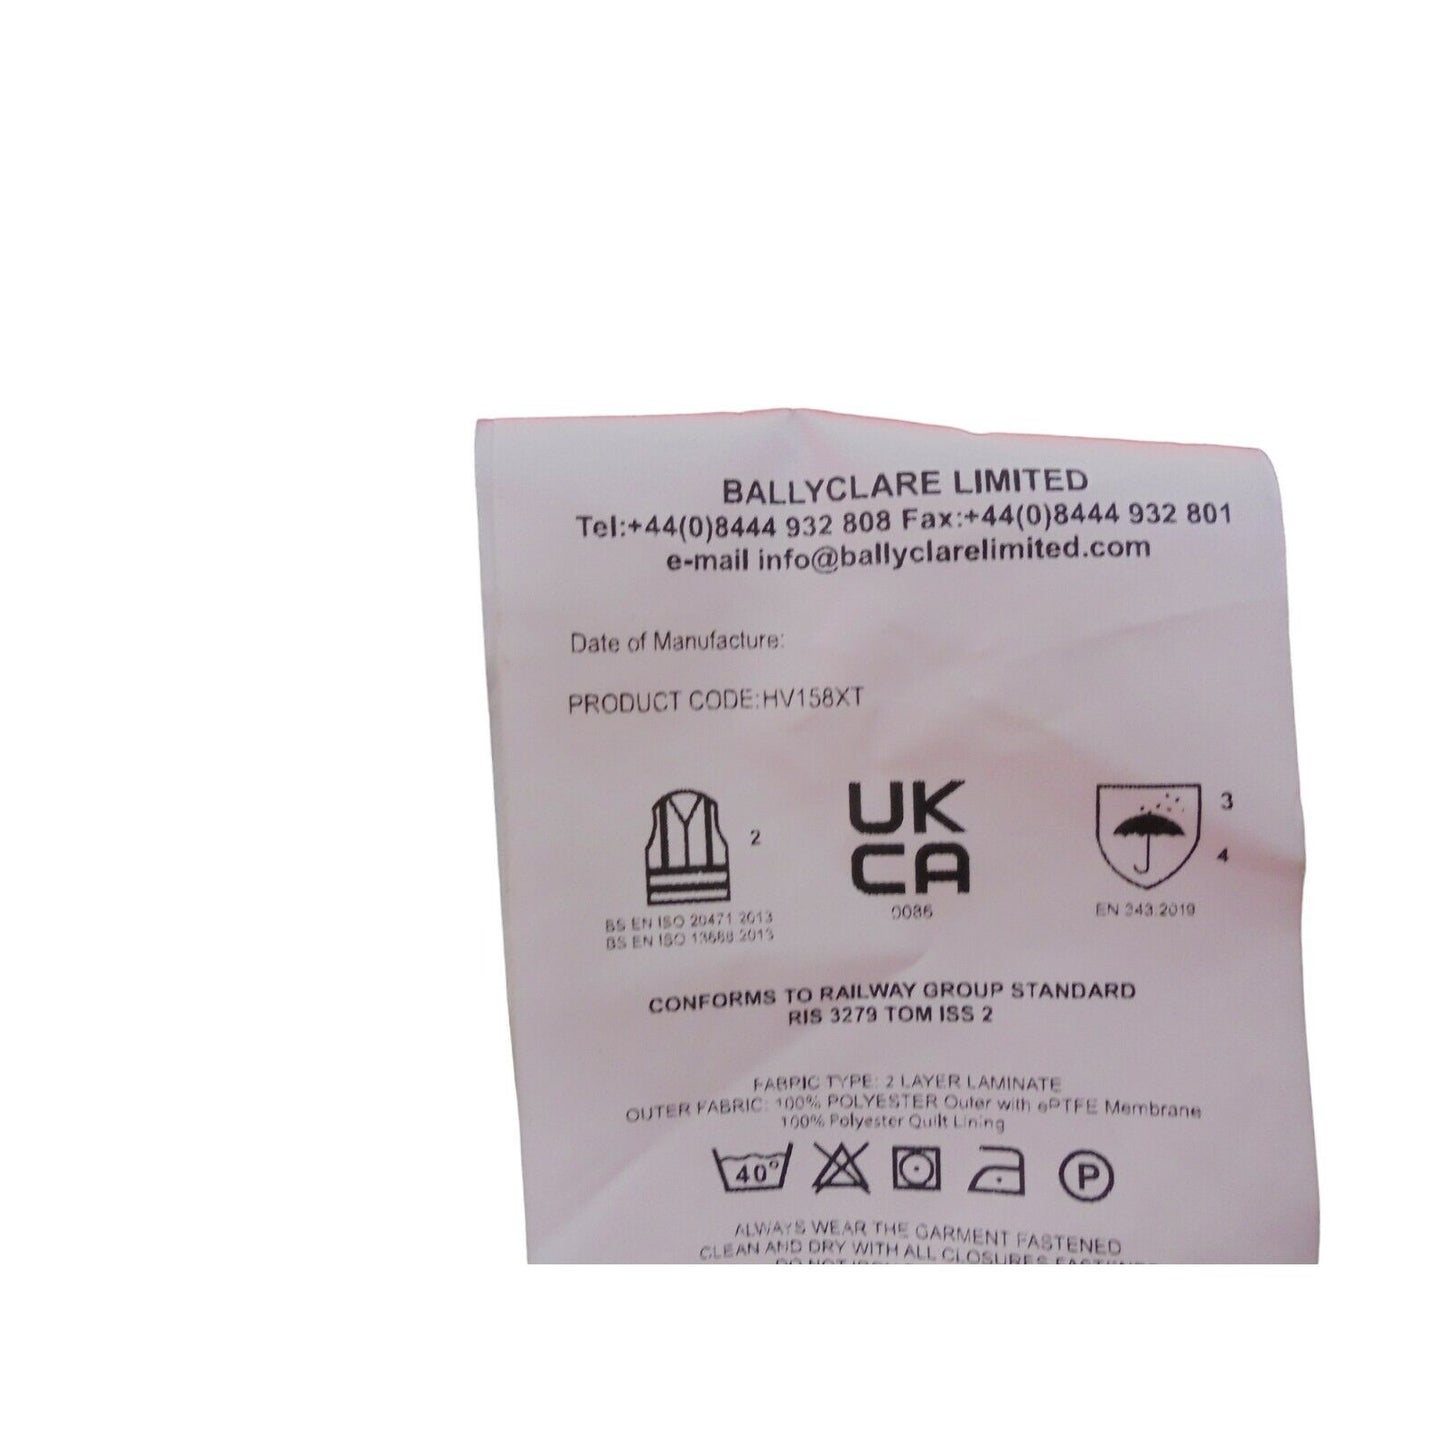 BALLYCLARE LIMITED
Tel:+44(0)8444 932 808 Fax:+44(0)8444 932 801
e-mail info@ballyclarelimited.com
Date of Manufacture:
PRODUCT CODE:HV158XT
2
UK
CA
0086
3
4
BS EN ISO 20471:2013
BS EN ISO 13688:2013
EN 343:2019
CONFORMS TO RAILWAY GROUP STANDARD
RIS 3279 TOM ISS 2
FABRIC TYPE: 2 LAYER LAMINATE
OUTER FABRIC: 100% POLYESTER Outer with ePTFE Membrane
100% Polyester Quilt Lining
40°
P
ALWAYS WEAR THE GARMENT FASTENED
CLEAN AND DRY WITH ALL CLOSURES FASTENED
DO NOT